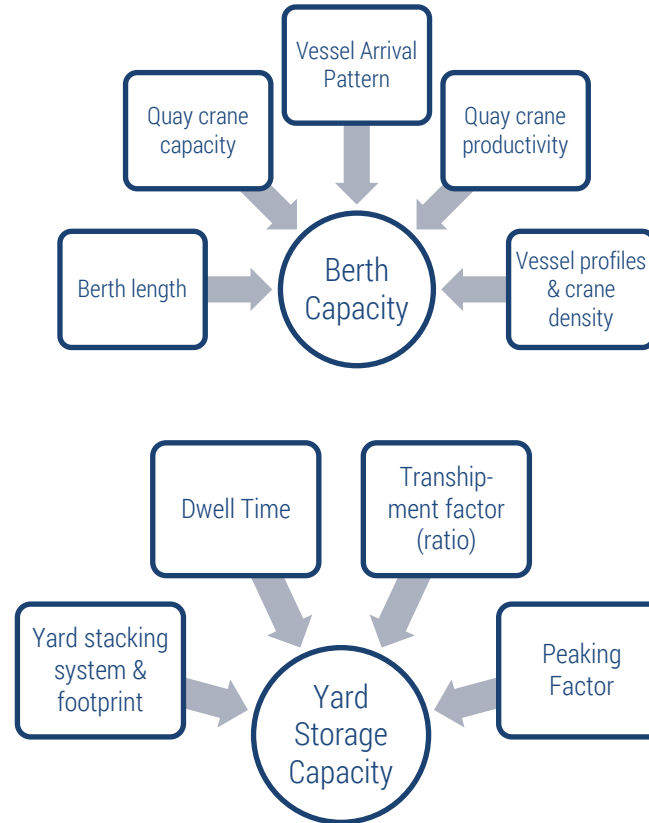 Vessel Arrival
Pattern
Quay crane
capacity
Quay crane
productivity
Berth length
Berth
Capacity
Vessel profiles
& crane
density
Dwell Time
Tranship-
ment factor
(ratio)
Yard stacking
system &
footprint
Yard
Storage
Capacity
Peaking
Factor